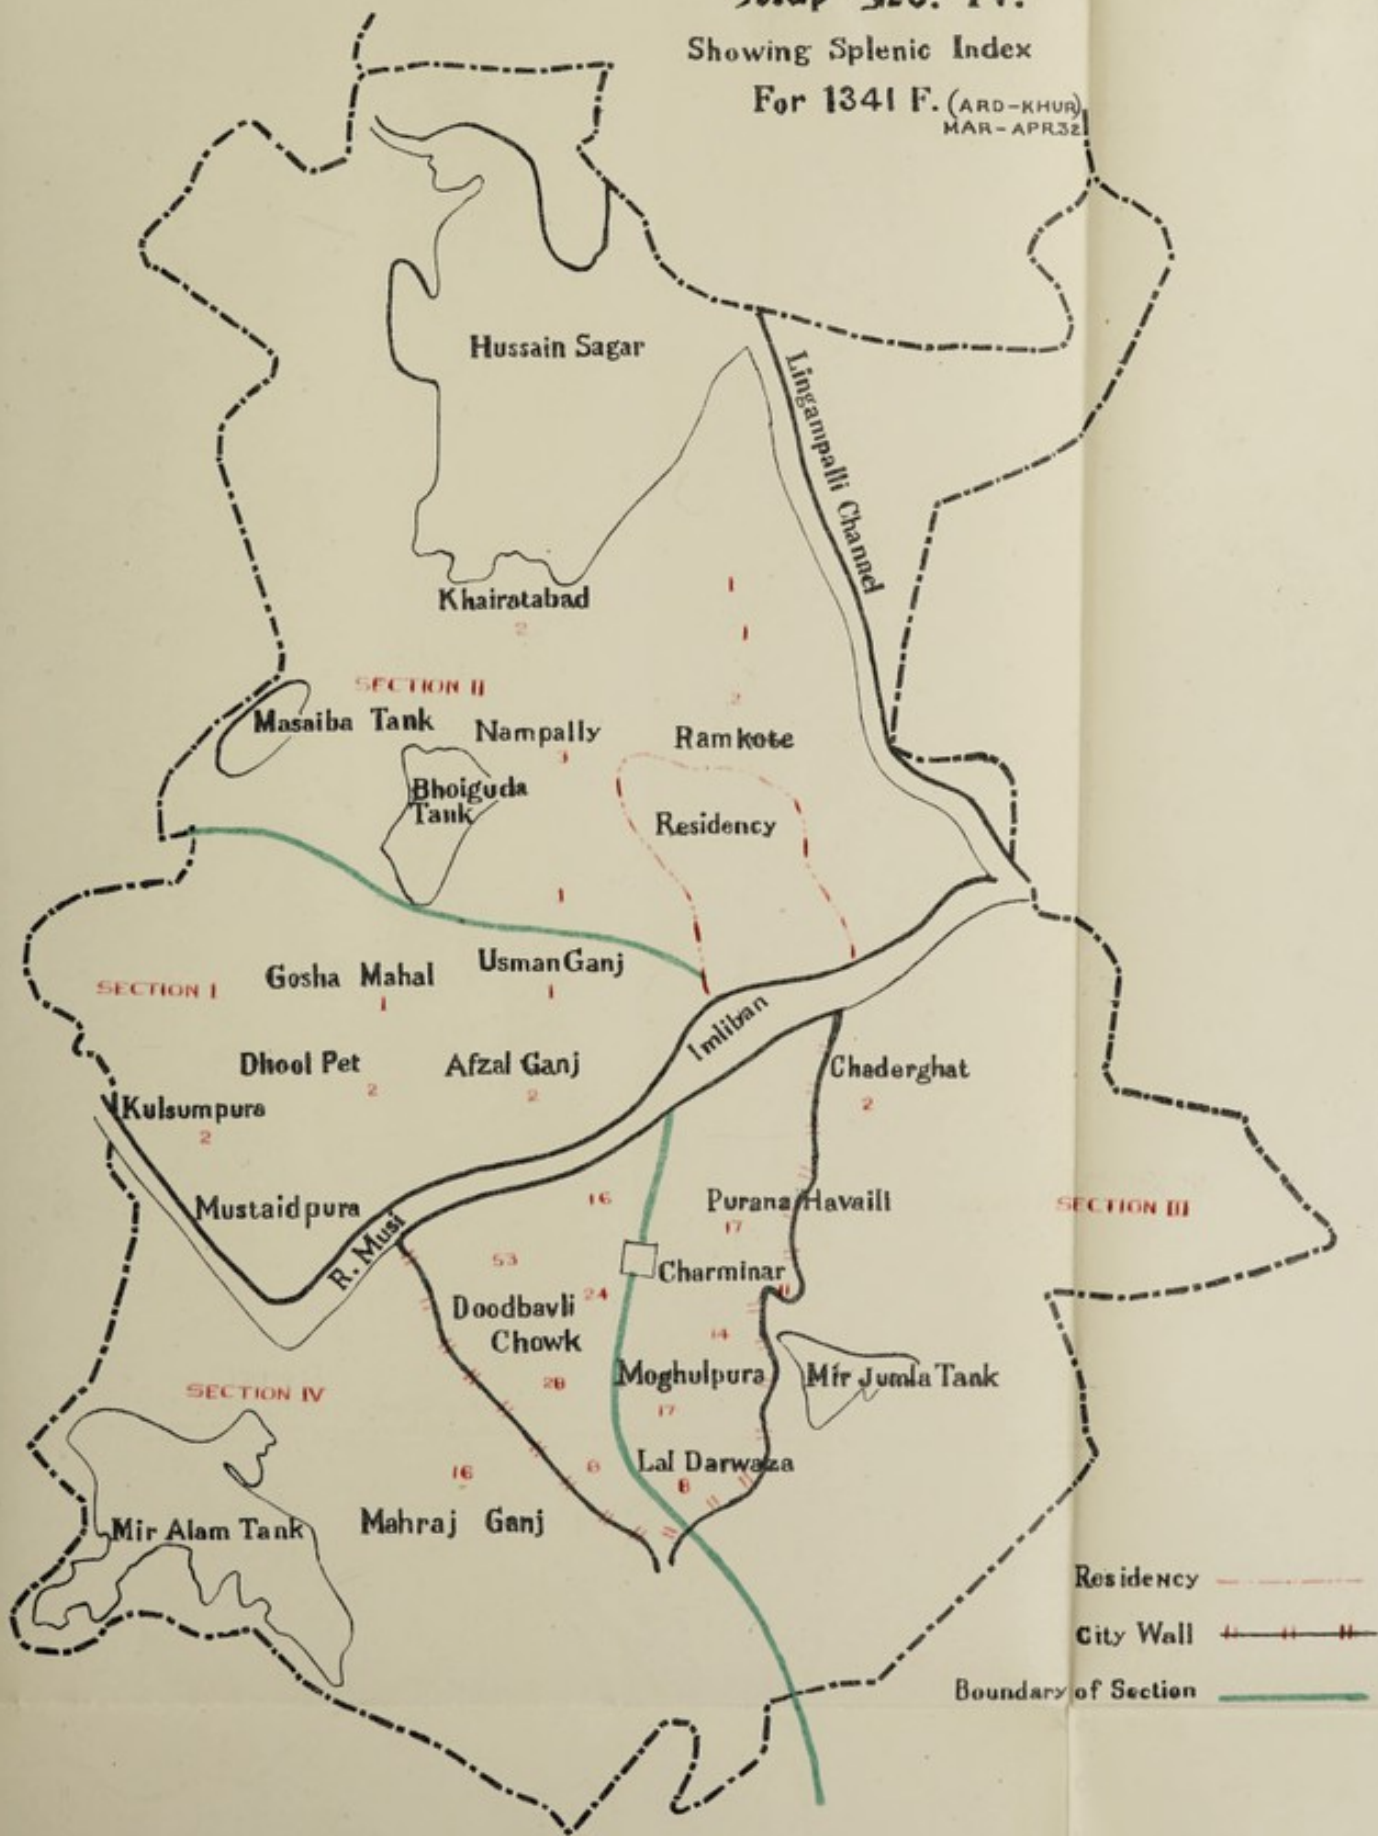 Showing Splenic Index
For 1341 F. (ARD-KHUR)
MAR-APR.32
Hussain Sagar
Lingampalli Channel
1
Khairatabad
2
1
SECTION II
2
Masaiba Tank
Nampally
Ramkote
3
Bhoiguda
Tank
Residency
1
Usman Ganj
Gosha Mahal
SECTION I
1
1
Imliban
Dhool Pet
Afzal Ganj
Chaderghat
2
2
2
Kulsumpura
2
Mustaidpura
16
Purana Havaili
SECTION III
17
R. Musi
53
Charminar
24
Doodbavli
Chowk
14
Moghulpura
Mir Jumla Tank
28
SECTION IV
17
Lal Darwaza
16
8
8
Mir Alam Tank
Mahraj Ganj
Residency
City Wall
Boundary of Section